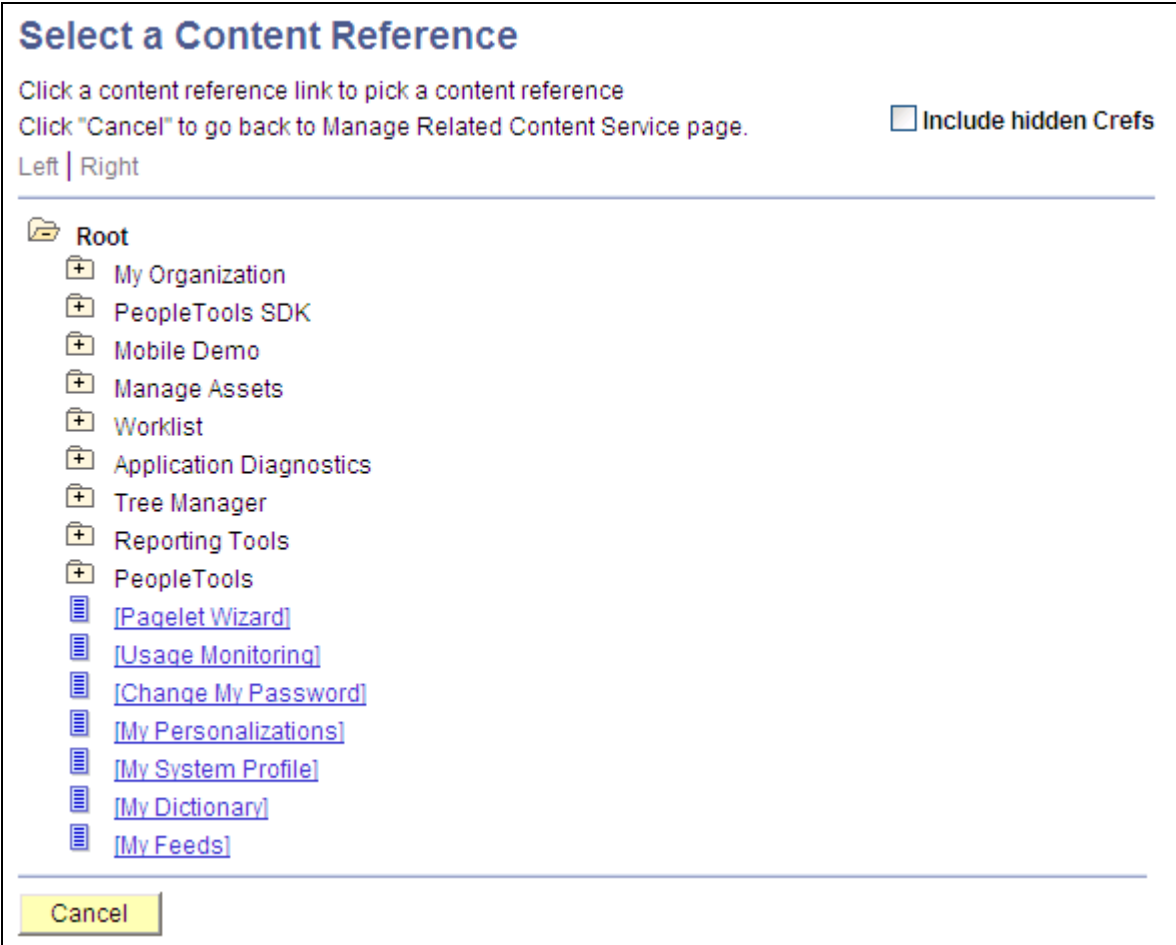 Select a Content Reference
Click a content reference link to pick a content reference
Click "Cancel" to go back to Manage Related Content Service page.
Include hidden Crefs
Left | Right
Root
My Organization
PeopleTools SDK
Mobile Demo
Manage Assets
Worklist
Application Diagnostics
Tree Manager
Reporting Tools
PeopleTools
[Pagelet Wizard]
[Usage Monitoring]
[Change My Password]
[My Personalizations]
[My System Profile]
[My Dictionary]
[My Feeds]
Cancel